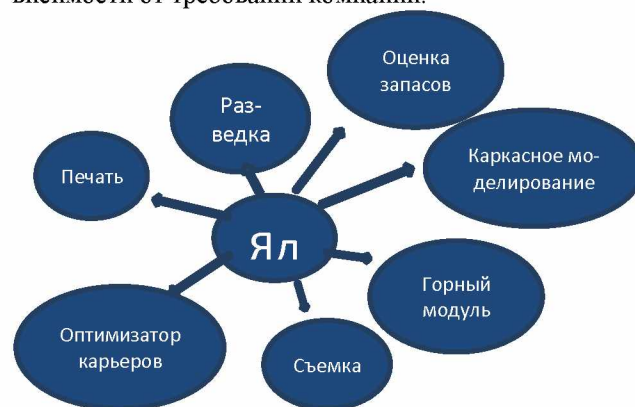 висимости от требований компании.
Оценка
запасов
Раз-
ведка
Каркасное мо-
делирование
Печать
Ял
Горный
модуль
Оптимизатор
карьеров
Съемка